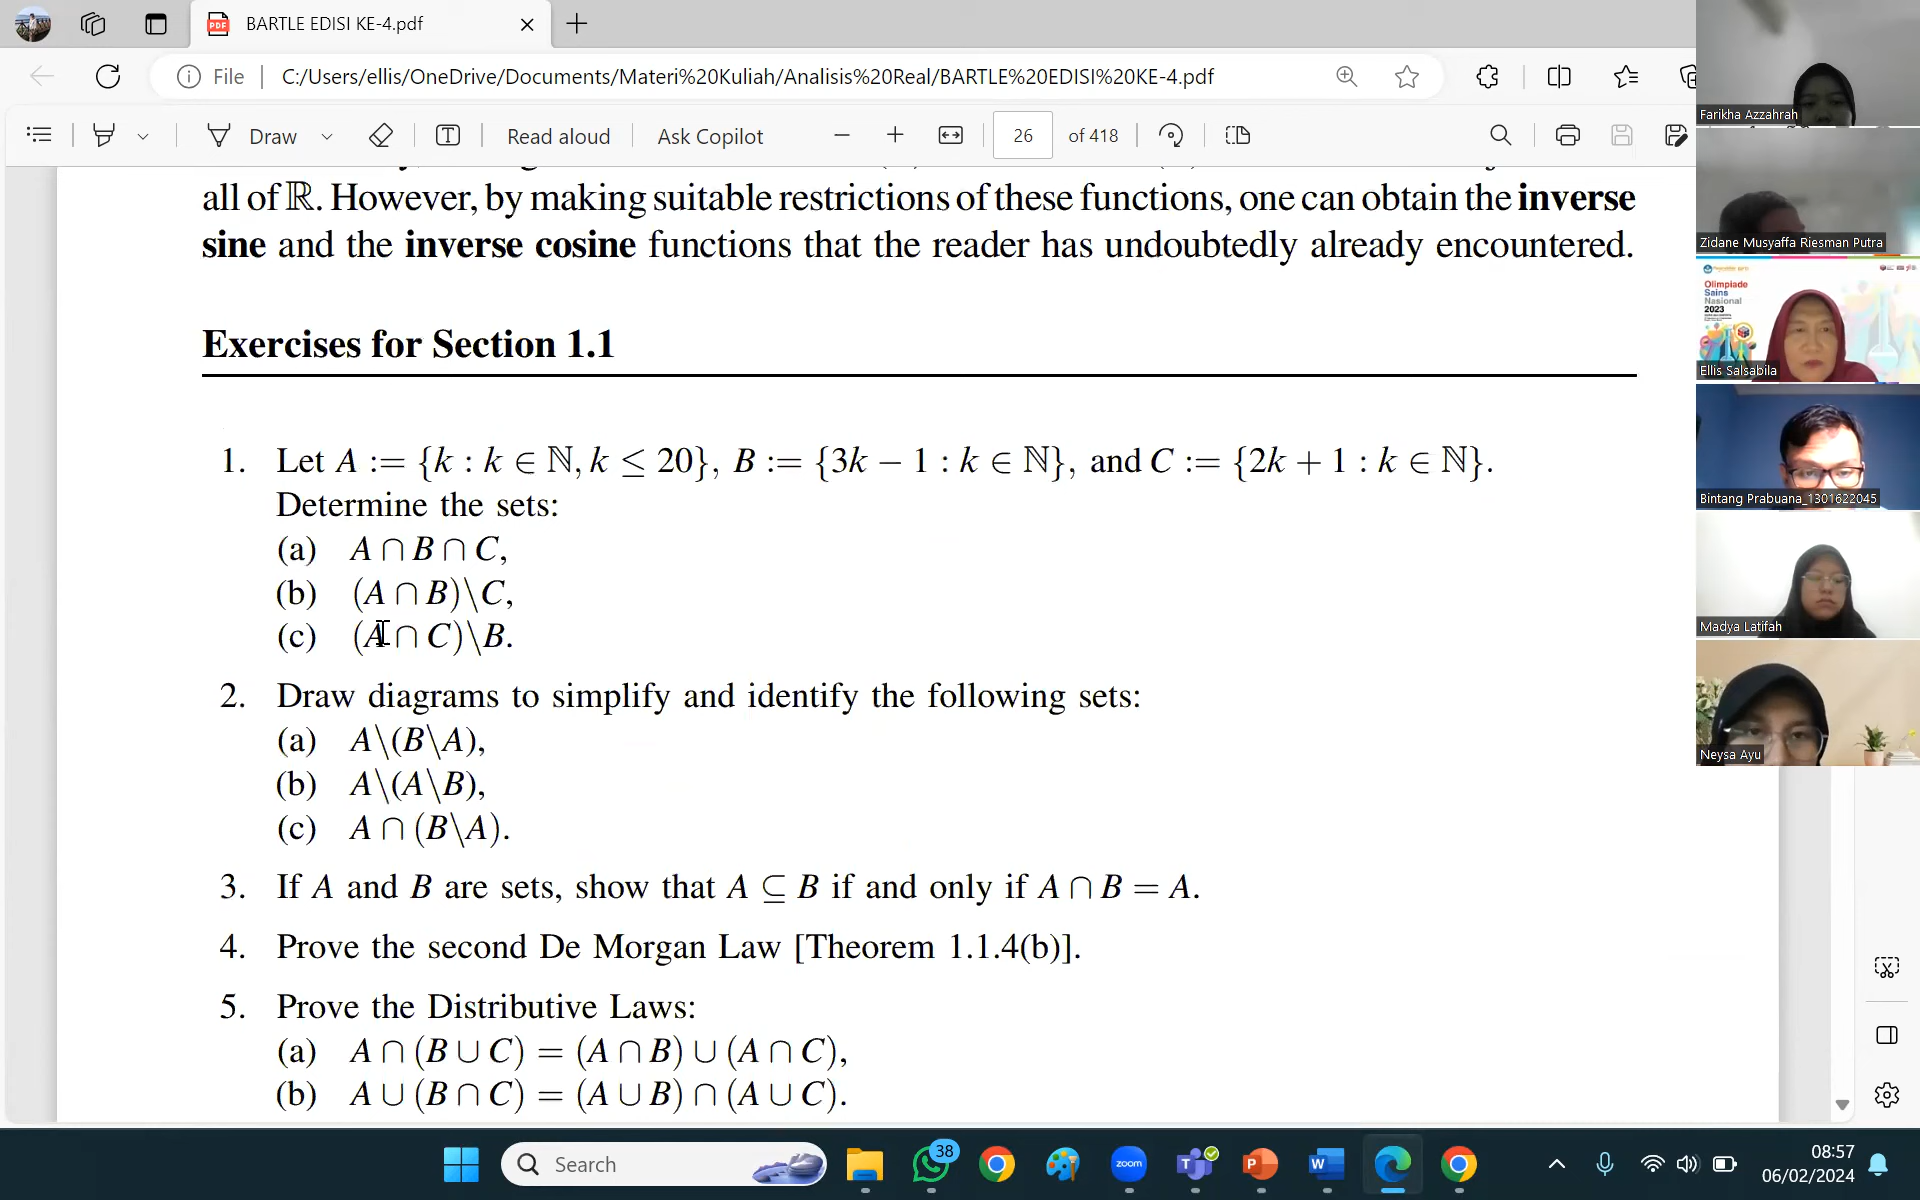 BARTLE EDISI KE-4.pdf
File
C:/Users/ellis/OneDrive/Documents/Materi%20Kuliah/Analisis%20Real/BARTLE%20EDISI%20KE-4.pdf
Draw
Read aloud
Ask Copilot
26 of 418
all of ℝ. However, by making suitable restrictions of these functions, one can obtain the inverse
sine and the inverse cosine functions that the reader has undoubtedly already encountered.
Exercises for Section 1.1
1. Let A := {k : k ∈ ℕ, k ≤ 20}, B := {3k − 1 : k ∈ ℕ}, and C := {2k + 1 : k ∈ ℕ}.
Determine the sets:
(a) A ∩ B ∩ C,
(b) (A ∩ B)\C,
(c) (A ∩ C)\B.
2. Draw diagrams to simplify and identify the following sets:
(a) A\(B\A),
(b) A\(A\B),
(c) A ∩ (B\A).
3. If A and B are sets, show that A ⊆ B if and only if A ∩ B = A.
4. Prove the second De Morgan Law [Theorem 1.1.4(b)].
5. Prove the Distributive Laws:
(a) A ∩ (B ∪ C) = (A ∩ B) ∪ (A ∩ C),
(b) A ∪ (B ∩ C) = (A ∪ B) ∩ (A ∪ C).
Farikha Azzahrah
Zidane Musyaffa Riesman Putra
Olimpiade
Sains
Nasional
2023
Ellis Salsabila
Bintang Prabuana_1301622045
Madya Latifah
Neysa Ayu
Search
38
zoom
08:57
06/02/2024